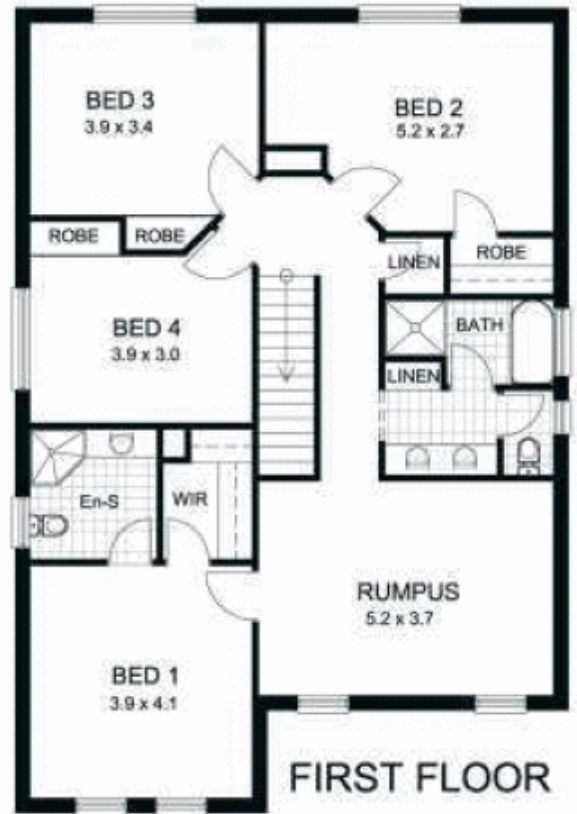 BED 3
3.9 x 3.4
BED 2
5.2 x 2.7
ROBE
ROBE
LINEN
ROBE
BED 4
3.9 x 3.0
BATH
LINEN
En-S
WIR
RUMPUS
5.2 x 3.7
BED 1
3.9 x 4.1
FIRST FLOOR